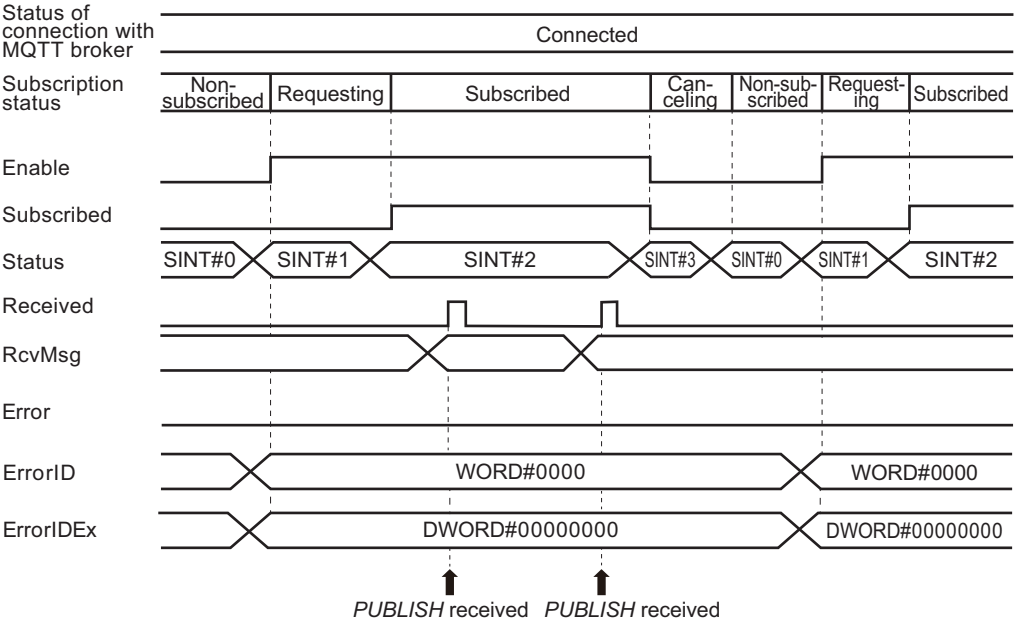 Status of
connection with
MQTT broker
Connected
Subscription
status
Non-
subscribed
Requesting
Subscribed
Can-
celing
Non-sub-
scribed
Request-
ing
Subscribed
Enable
Subscribed
Status
SINT#0
SINT#1
SINT#2
SINT#3
SINT#0
SINT#1
SINT#2
Received
RcvMsg
Error
ErrorID
WORD#0000
WORD#0000
ErrorIDEx
DWORD#00000000
DWORD#00000000
PUBLISH received
PUBLISH received